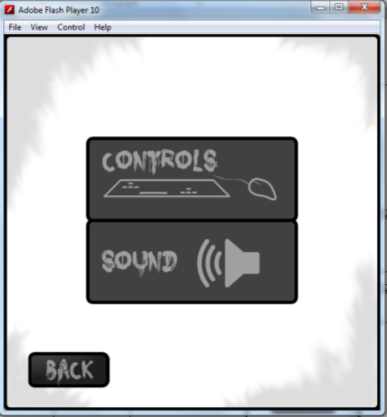 Adobe Flash Player 10
File View Control Help
CONTROLS
SOUND
BACK